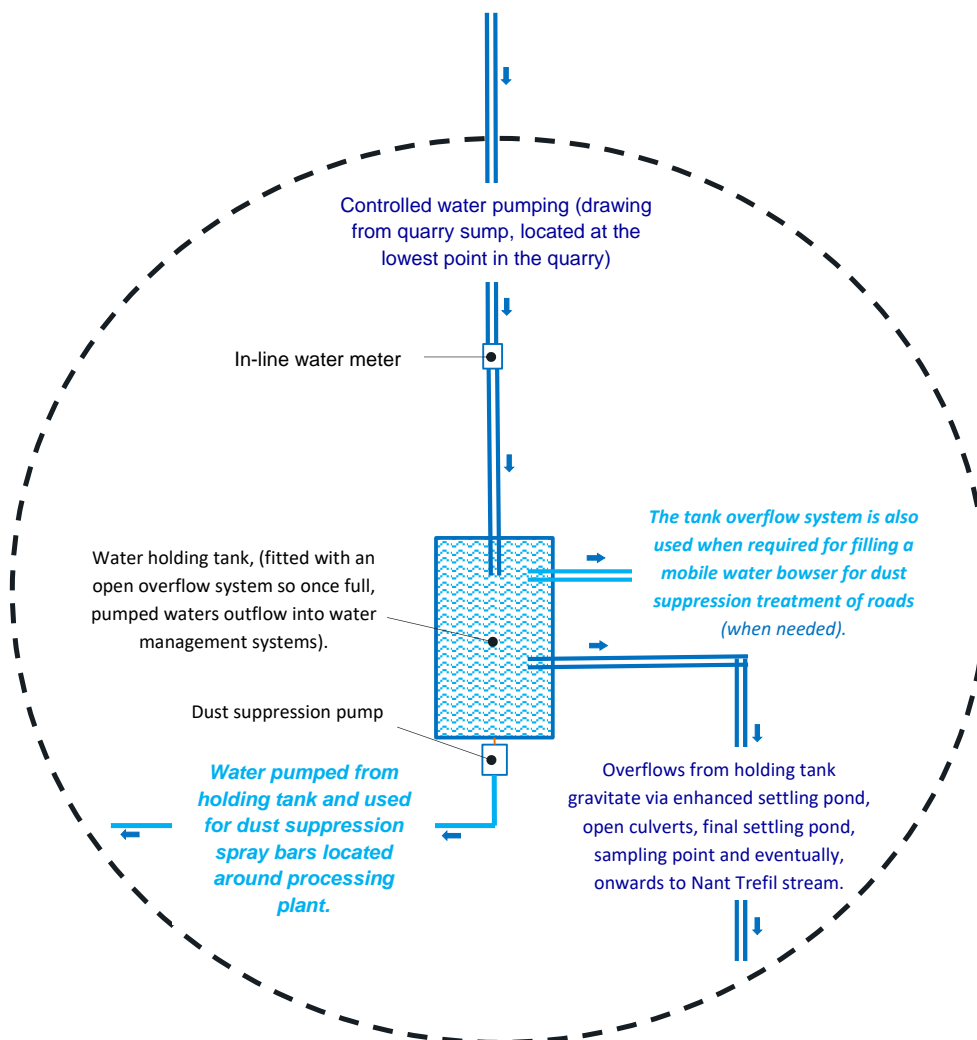 Controlled water pumping (drawing
from quarry sump, located at the
lowest point in the quarry)
In-line water meter
The tank overflow system is also
used when required for filling a
mobile water bowser for dust
suppression treatment of roads
(when needed).
Water holding tank, (fitted with an
open overflow system so once full,
pumped waters outflow into water
management systems).
Dust suppression pump
Water pumped from
holding tank and used
for dust suppression
spray bars located
around processing
plant.
Overflows from holding tank
gravitate via enhanced settling pond,
open culverts, final settling pond,
sampling point and eventually,
onwards to Nant Trefil stream.